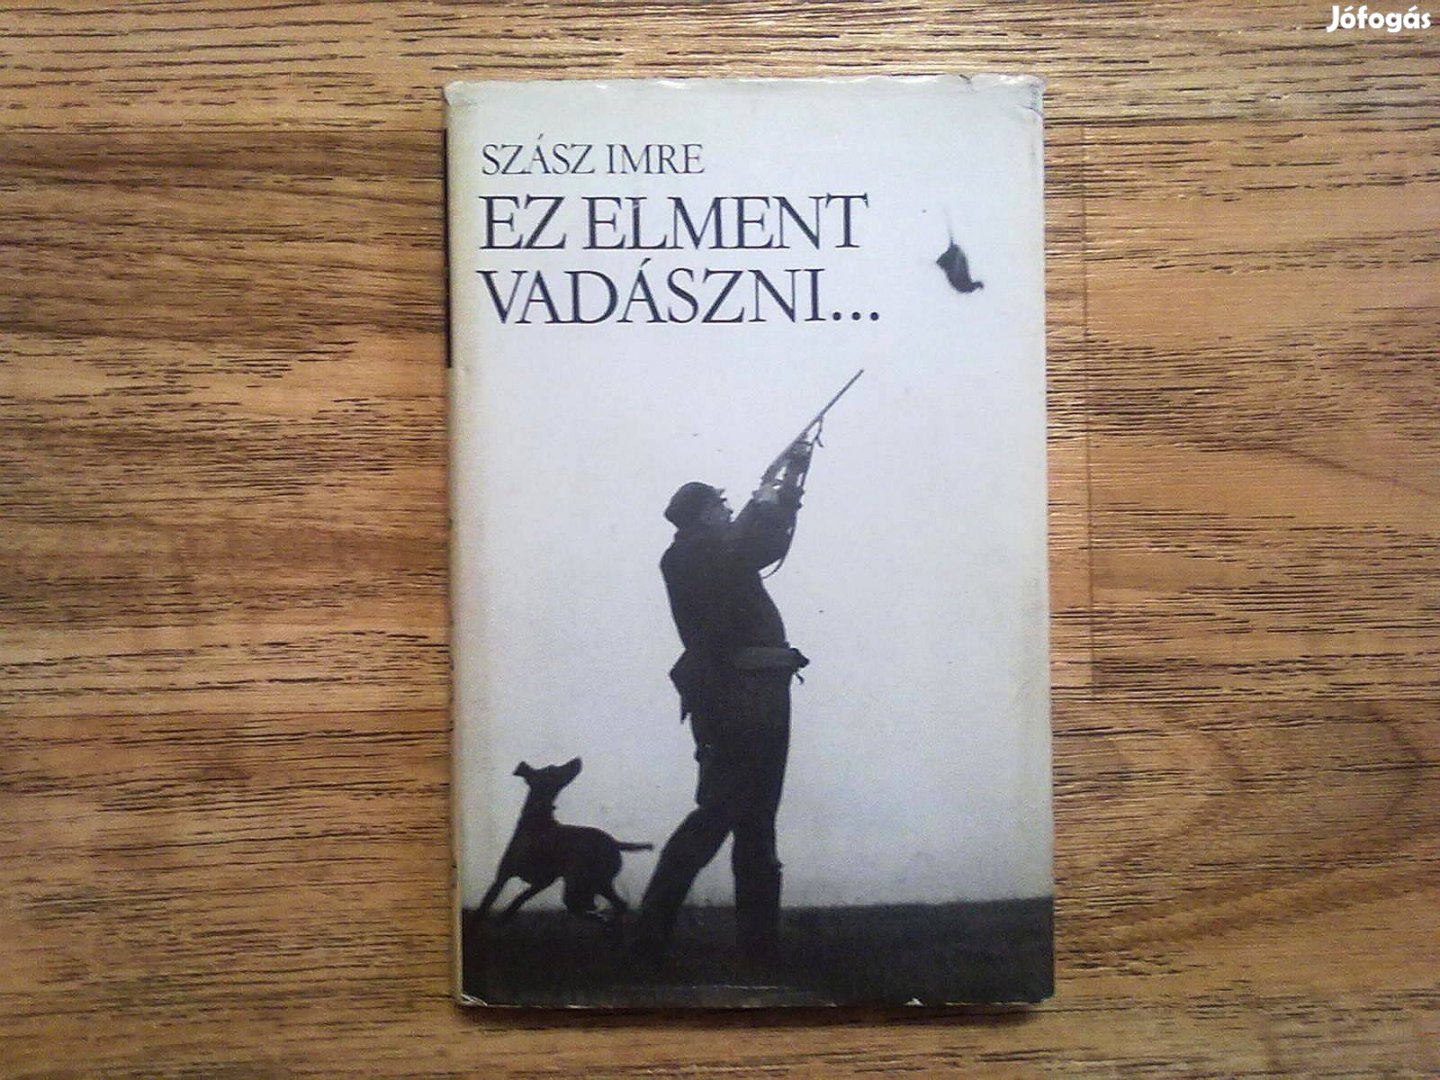 Jófogás
SZÁSZ IMRE
EZ ELMENT
VADÁSZNI...